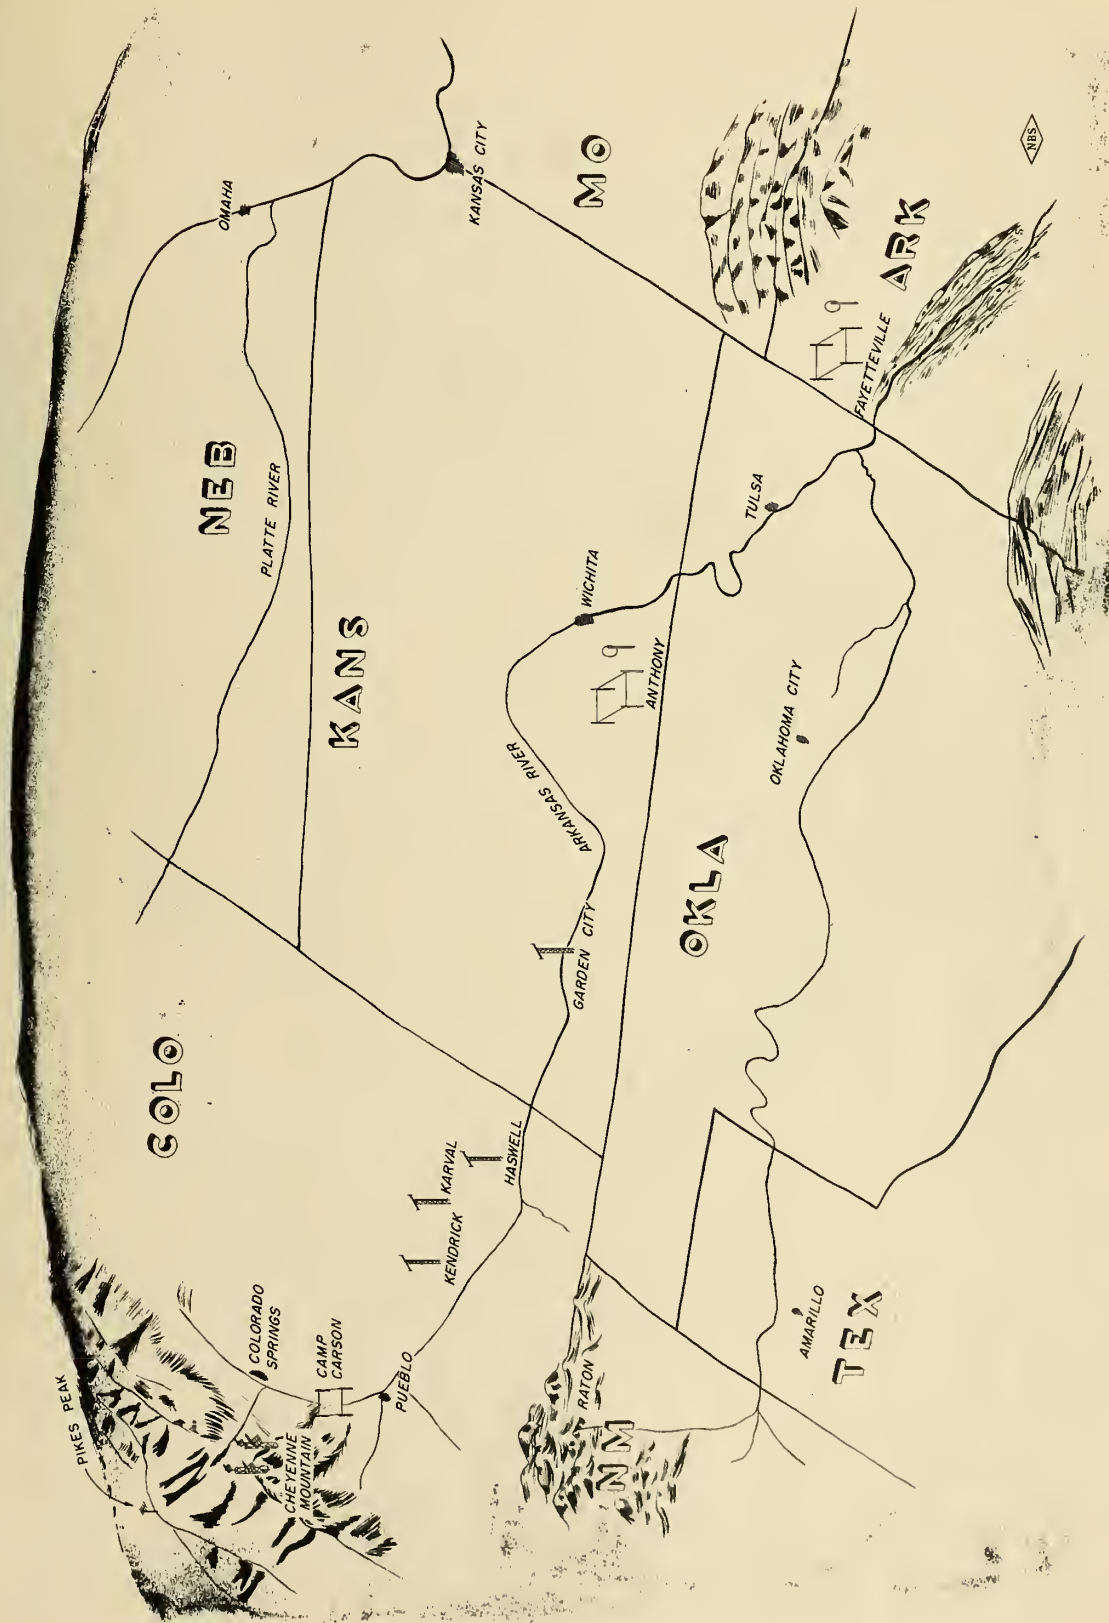 PIKES PEAK
COLO
NEB
OMAHA
PLATTE RIVER
COLORADO
SPRINGS
CHEYENNE
MOUNTAIN
CAMP
CARSON
PUEBLO
KENDRICK
KARVAL
HASWELL
KANS
KANSAS CITY
MO
GARDEN CITY
ARKANSAS RIVER
WICHITA
ANTHONY
RATON
NM
OKLA
TULSA
OKLAHOMA CITY
FAYETTEVILLE
ARK
AMARILLO
TEX
NBS